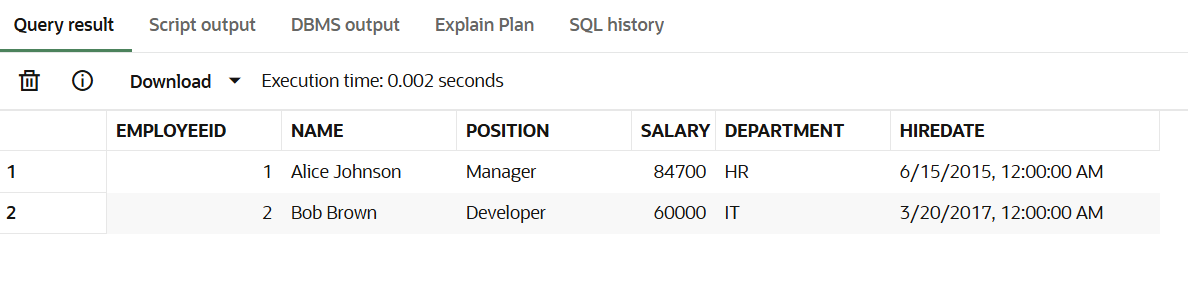 Query result Script output DBMS output Explain Plan SQL history
Download Execution time: 0.002 seconds
EMPLOYEEID NAME POSITION SALARY DEPARTMENT HIREDATE
1 1 Alice Johnson Manager 84700 HR 6/15/2015, 12:00:00 AM
2 2 Bob Brown Developer 60000 IT 3/20/2017, 12:00:00 AM